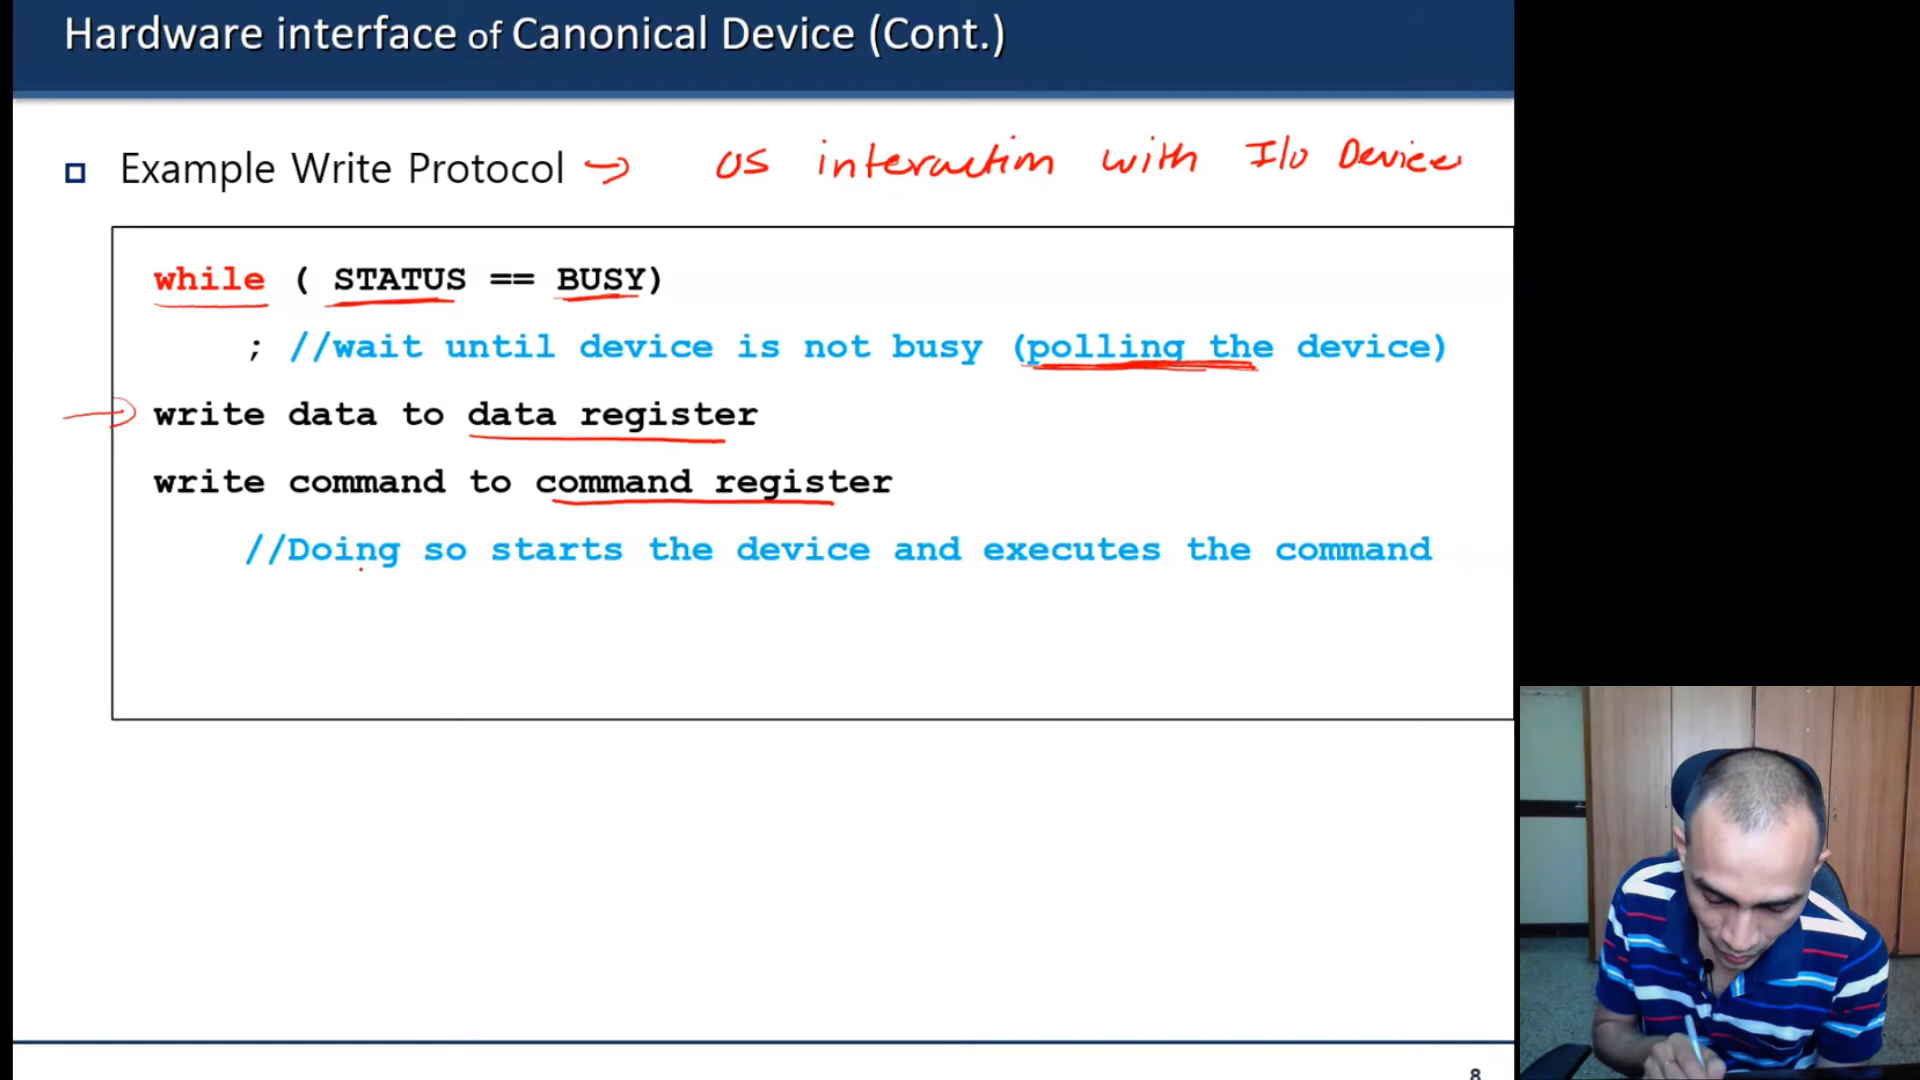 Hardware interface of Canonical Device (Cont.)
Example Write Protocol → OS interaction with I/O Device
while ( STATUS == BUSY)
; //wait until device is not busy (polling the device)
write data to data register
write command to command register
//Doing so starts the device and executes the command
8